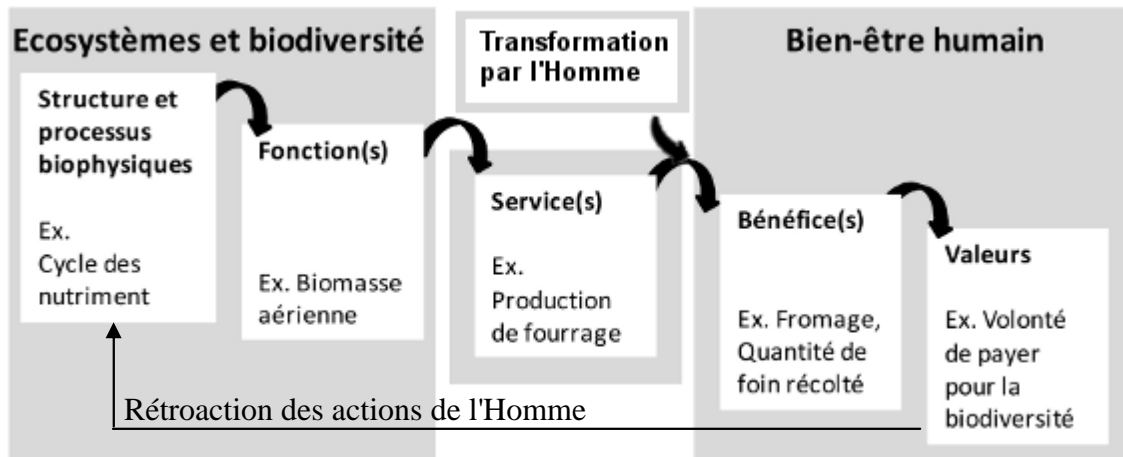 Ecosystèmes et biodiversité
Transformation
par l'Homme
Bien-être humain
Structure et
processus
biophysiques
Ex.
Cycle des
nutriment
Fonction(s)
Ex. Biomasse
aérienne
Service(s)
Ex.
Production
de fourrage
Bénéfice(s)
Ex. Fromage,
Quantité de
foin récolté
Valeurs
Ex. Volonté
de payer
pour la
biodiversité
Rétroaction des actions de l'Homme